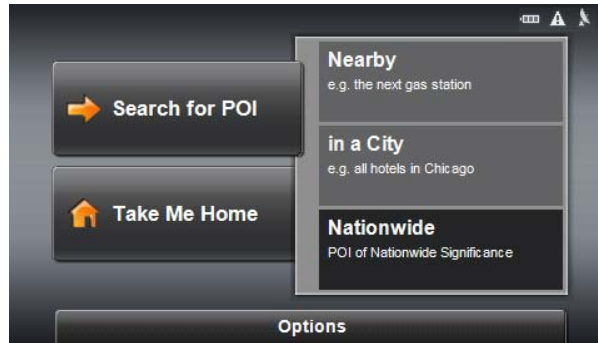 Search for POI
Take Me Home
Nearby
e.g. the next gas station
in a City
e.g. all hotels in Chicago
Nationwide
POI of Nationwide Significance
Options